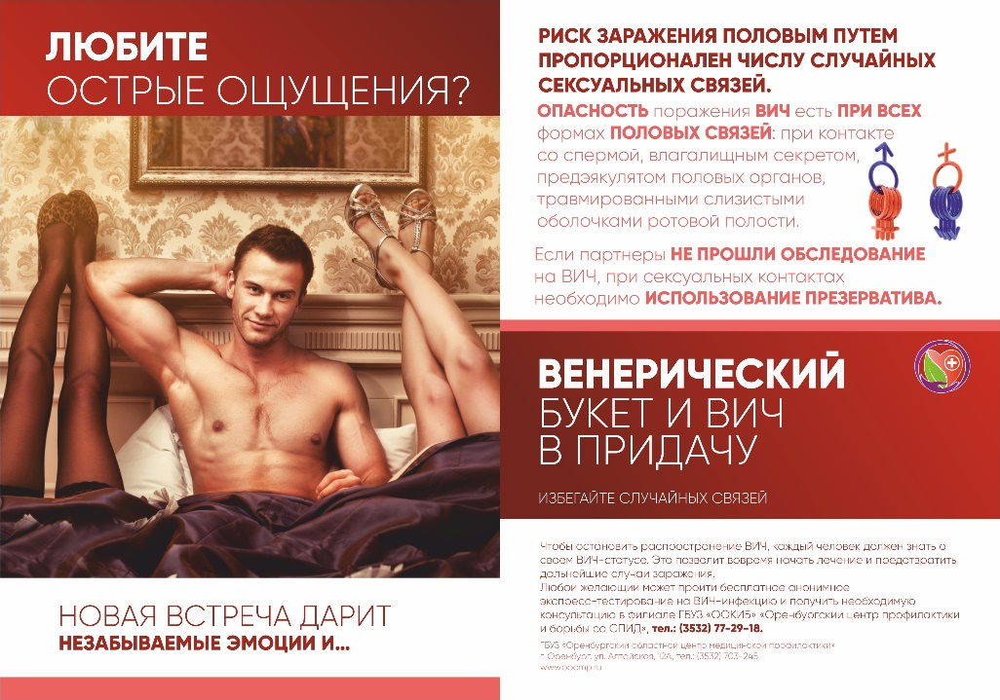 ЛЮБИТЕ
ОСТРЫЕ ОЩУЩЕНИЯ?
НОВАЯ ВСТРЕЧА ДАРИТ
НЕЗАБЫВАЕМЫЕ ЭМОЦИИ И...
РИСК ЗАРАЖЕНИЯ ПОЛОВЫМ ПУТЕМ
ПРОПОРЦИОНАЛЕН ЧИСЛУ СЛУЧАЙНЫХ
СЕКСУАЛЬНЫХ СВЯЗЕЙ.
ОПАСНОСТЬ поражения ВИЧ есть ПРИ ВСЕХ
формах ПОЛОВЫХ СВЯЗЕЙ: при контакте
со спермой, влагалищным секретом,
предэякулятом половых органов,
травмированными слизистыми
оболочками ротовой полости.
Если партнеры НЕ ПРОШЛИ ОБСЛЕДОВАНИЕ
на ВИЧ, при сексуальных контактах
необходимо ИСПОЛЬЗОВАНИЕ ПРЕЗЕРВАТИВА.
ВЕНЕРИЧЕСКИЙ
БУКЕТ И ВИЧ
В ПРИДАЧУ
ИЗБЕГАЙТЕ СЛУЧАЙНЫХ СВЯЗЕЙ
Чтобы остановить распоостранение ВИЧ, каждый человек должен знать о
своем ВИЧ-статусе. Это позволит вовремя начать лечение и предотвратить
дальнейшие случаи заражения.
Любой желающий может пройти бесплатное анонимное
экспоесс-тестирование на ВИЧ-инфекцию и получить необходимую
консультацию в филиале ГБУЗ «ООКИБ» «Оренбургский центр профилактики
и борьбы со СПИД», тел.: (3532) 77-29-18.
ГБУЗ «Оренбургский областной центр медицинской профилактики»
г. Оренбург, ул. Алтайская, 12А, тел.: (3532) 703-245
www.oocmp.ru